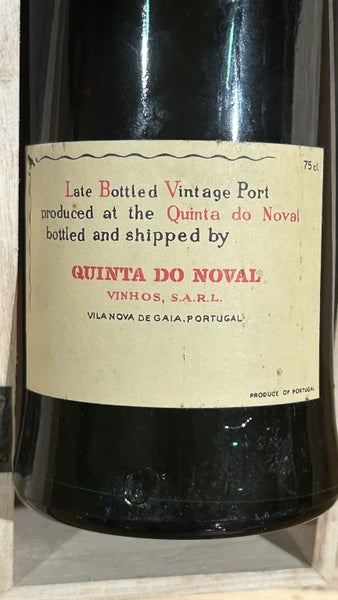 75 cl.
Late Bottled Vintage Port
produced at the Quinta do Noval
bottled and shipped by
QUINTA DO NOVAL
VINHOS, S.A.R.L.
VILA NOVA DE GAIA, PORTUGAL
PRODUCE OF PORTUGAL